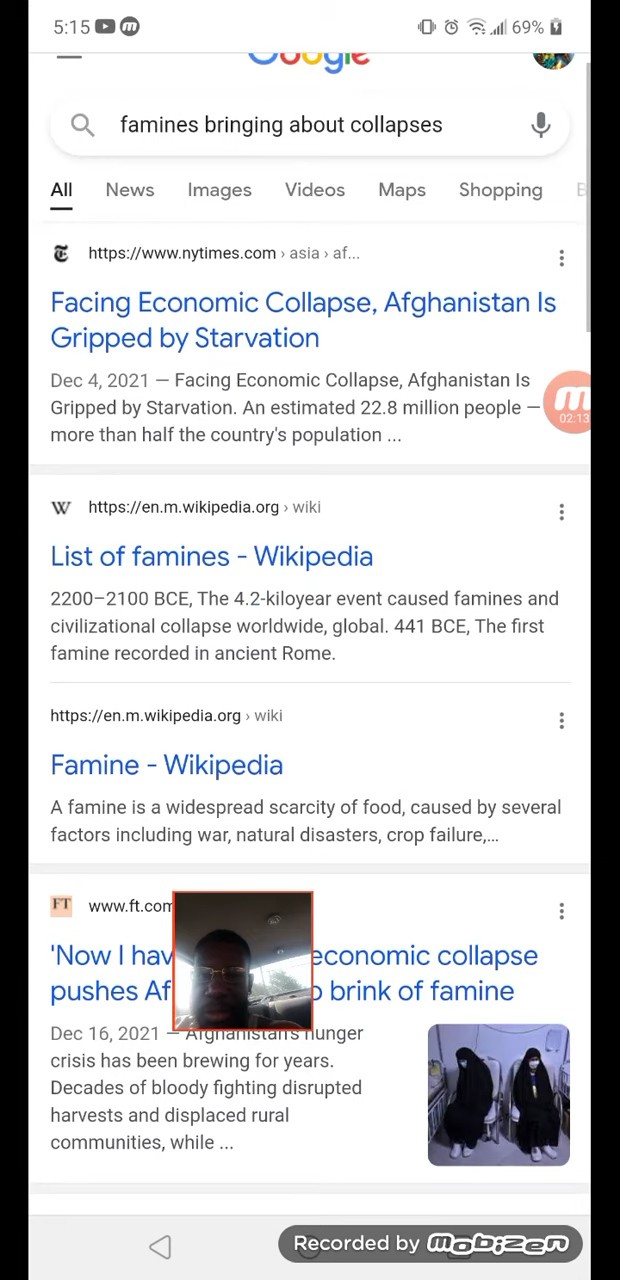 5:15
69%
Google
famines bringing about collapses
All News Images Videos Maps Shopping
https://www.nytimes.com › asia › af...
Facing Economic Collapse, Afghanistan Is
Gripped by Starvation
Dec 4, 2021 — Facing Economic Collapse, Afghanistan Is
Gripped by Starvation. An estimated 22.8 million people —
more than half the country's population ...
02:13
https://en.m.wikipedia.org › wiki
List of famines - Wikipedia
2200–2100 BCE, The 4.2-kiloyear event caused famines and
civilizational collapse worldwide, global. 441 BCE, The first
famine recorded in ancient Rome.
https://en.m.wikipedia.org › wiki
Famine - Wikipedia
A famine is a widespread scarcity of food, caused by several
factors including war, natural disasters, crop failure,...
FT www.ft.com
'Now I hav economic collapse
pushes Af brink of famine
Dec 16, 2021 — Afghanistan's hunger
crisis has been brewing for years.
Decades of bloody fighting disrupted
harvests and displaced rural
communities, while ...
Recorded by mobizen